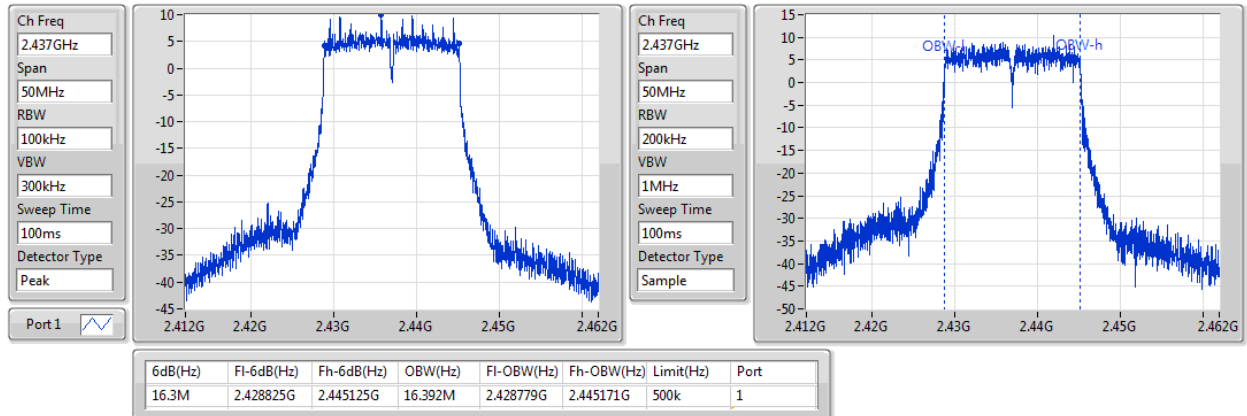 Ch Freq
2.437GHz
Span
50MHz
RBW
100kHz
VBW
300kHz
Sweep Time
100ms
Detector Type
Peak
Port 1
10
5
0
-5
-10
-15
-20
-25
-30
-35
-40
-45
2.412G 2.42G 2.43G 2.44G 2.45G 2.462G
Ch Freq
2.437GHz
Span
50MHz
RBW
200kHz
VBW
1MHz
Sweep Time
100ms
Detector Type
Sample
15
10
5
0
-5
-10
-15
-20
-25
-30
-35
-40
-45
-50
OBW-l OBW-h
2.412G 2.42G 2.43G 2.44G 2.45G 2.462G
6dB(Hz) Fl-6dB(Hz) Fh-6dB(Hz) OBW(Hz) Fl-OBW(Hz) Fh-OBW(Hz) Limit(Hz) Port
16.3M 2.428825G 2.445125G 16.392M 2.428779G 2.445171G 500k 1